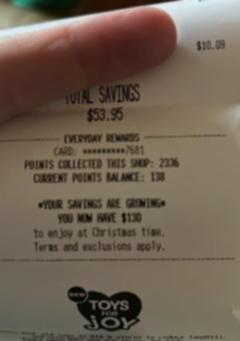 $10.09
TOTAL SAVINGS
$53.95
EVERYDAY REWARDS
CARD: *********7681
POINTS COLLECTED THIS SHOP: 2336
CURRENT POINTS BALANCE: 138
*YOUR SAVINGS ARE GROWING*
YOU NOW HAVE $130
to enjoy at Christmas time.
Terms and exclusions apply.
TOYS
FOR
JOY